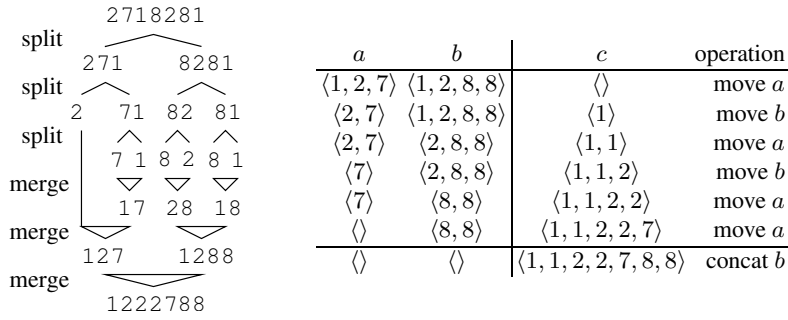 2718281
split
271 8281
split
2 71 82 81
split
7 1 8 2 8 1
merge
17 28 18
merge
127 1288
merge
1222788
a b c operation
⟨1, 2, 7⟩ ⟨1, 2, 8, 8⟩ ⟨⟩ move a
⟨2, 7⟩ ⟨1, 2, 8, 8⟩ ⟨1⟩ move b
⟨2, 7⟩ ⟨2, 8, 8⟩ ⟨1, 1⟩ move a
⟨7⟩ ⟨2, 8, 8⟩ ⟨1, 1, 2⟩ move b
⟨7⟩ ⟨8, 8⟩ ⟨1, 1, 2, 2⟩ move a
⟨⟩ ⟨8, 8⟩ ⟨1, 1, 2, 2, 7⟩ move a
⟨⟩ ⟨⟩ ⟨1, 1, 2, 2, 7, 8, 8⟩ concat b